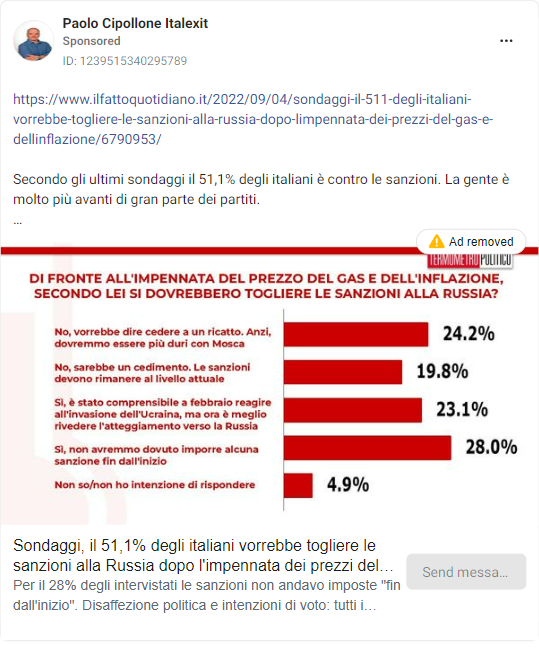 Paolo Cipollone Italexit
Sponsored
ID: 1239515340295789
https://www.ilfattoquotidiano.it/2022/09/04/sondaggi-il-511-degli-italiani-
vorrebbe-togliere-le-sanzioni-alla-russia-dopo-limpennata-dei-prezzi-del-gas-e-
dellinflazione/6790953/
Secondo gli ultimi sondaggi il 51,1% degli italiani è contro le sanzioni. La gente è
molto più avanti di gran parte dei partiti.
...
Ad removed
TERMOMETRO POLITICO
DI FRONTE ALL'IMPENNATA DEL PREZZO DEL GAS E DELL'INFLAZIONE,
SECONDO LEI SI DOVREBBERO TOGLIERE LE SANZIONI ALLA RUSSIA?
No, vorrebbe dire cedere a un ricatto. Anzi,
dovremmo essere più duri con Mosca
24.2%
No, sarebbe un cedimento. Le sanzioni
devono rimanere al livello attuale
19.8%
Sì, è stato comprensibile a febbraio reagire
all'invasione dell'Ucraina, ma ora è meglio
rivedere l'atteggiamento verso la Russia
23.1%
Sì, non avremmo dovuto imporre alcuna
sanzione fin dall'inizio
28.0%
Non so/non ho intenzione di rispondere
4.9%
Sondaggi, il 51,1% degli italiani vorrebbe togliere le
sanzioni alla Russia dopo l'impennata dei prezzi del...
Per il 28% degli intervistati le sanzioni non andavo imposte "fin
dall'inizio". Disaffezione politica e intenzioni di voto: tutti i...
Send messa...